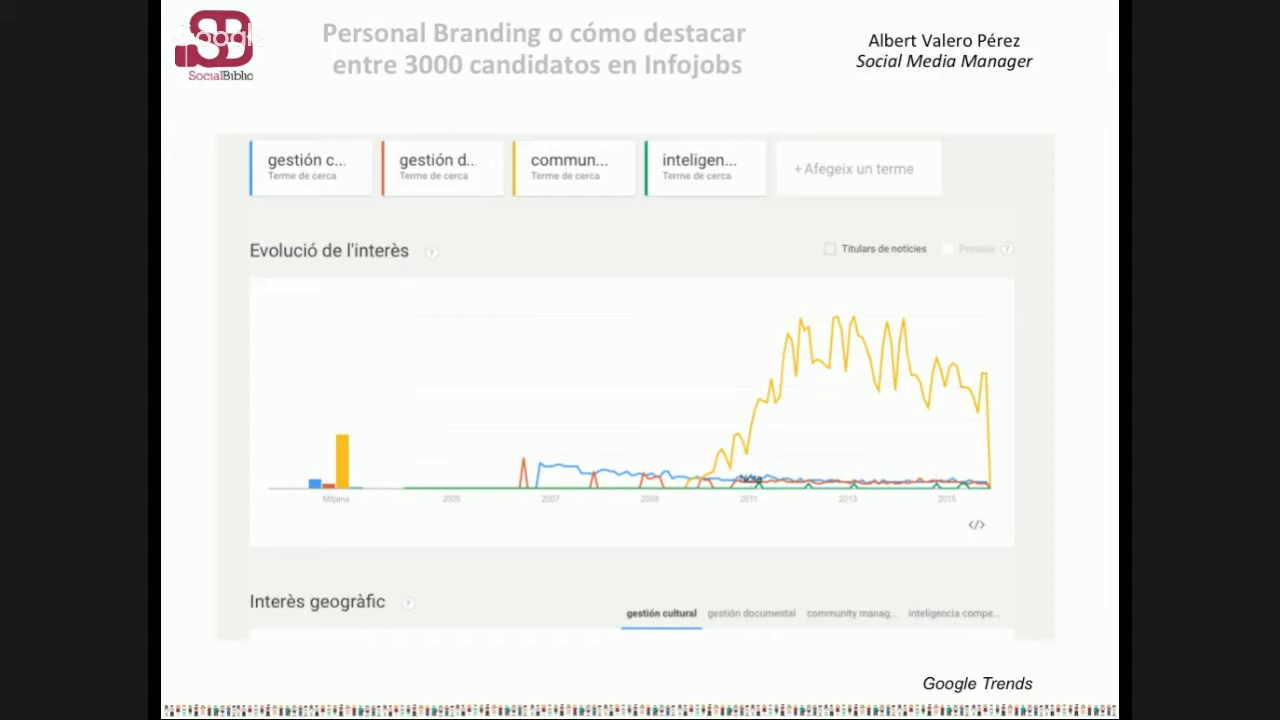 Google
SocialBiblio
Personal Branding o cómo destacar
entre 3000 candidatos en Infojobs
Albert Valero Pérez
Social Media Manager
gestión c...
Terme de cerca
gestión d...
Terme de cerca
commun...
Terme de cerca
inteligen...
Terme de cerca
+Afegeix un terme
Evolució de l'interès ?
Titulars de notícies
?
Nota
Mitjana
2005
2007
2009
2011
2013
2015
</>
Interès geogràfic ?
gestión cultural
gestión documental
community manag...
inteligencia compe...
Google Trends